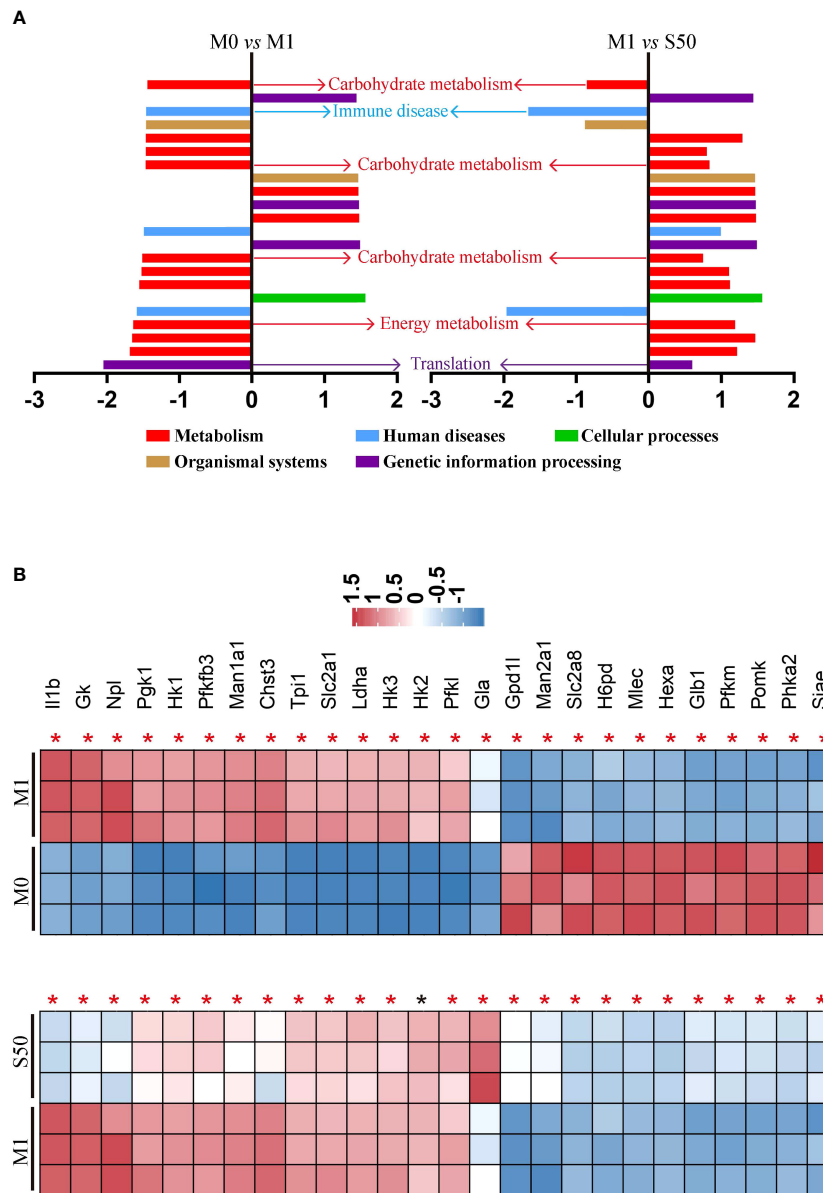 A
M0 vs M1
M1 vs S50
Carbohydrate metabolism
Immune disease
Carbohydrate metabolism
Carbohydrate metabolism
Energy metabolism
Translation
-3 -2 -1 0 1 2
-3 -2 -1 0 1 2
Metabolism
Human diseases
Cellular processes
Organismal systems
Genetic information processing
B
1.5 1 0.5 0 -0.5 -1
Il1b Gk Npl Pgk1 Hk1 Pfkfb3 Man1a1 Chst3 Tpi1 Slc2a1 Ldha Hk3 Hk2 Pfkl Gla Gpd1l Man2a1 Slc2a8 H6pd Mlec Hexa Glb1 Pfkm Pomk Phka2 Siae
* * * * * * * * * * * * * * * * * * * * * * * * * *
M1
M0
* * * * * * * * * * * * * * * * * * * * * * * * * *
S50
M1